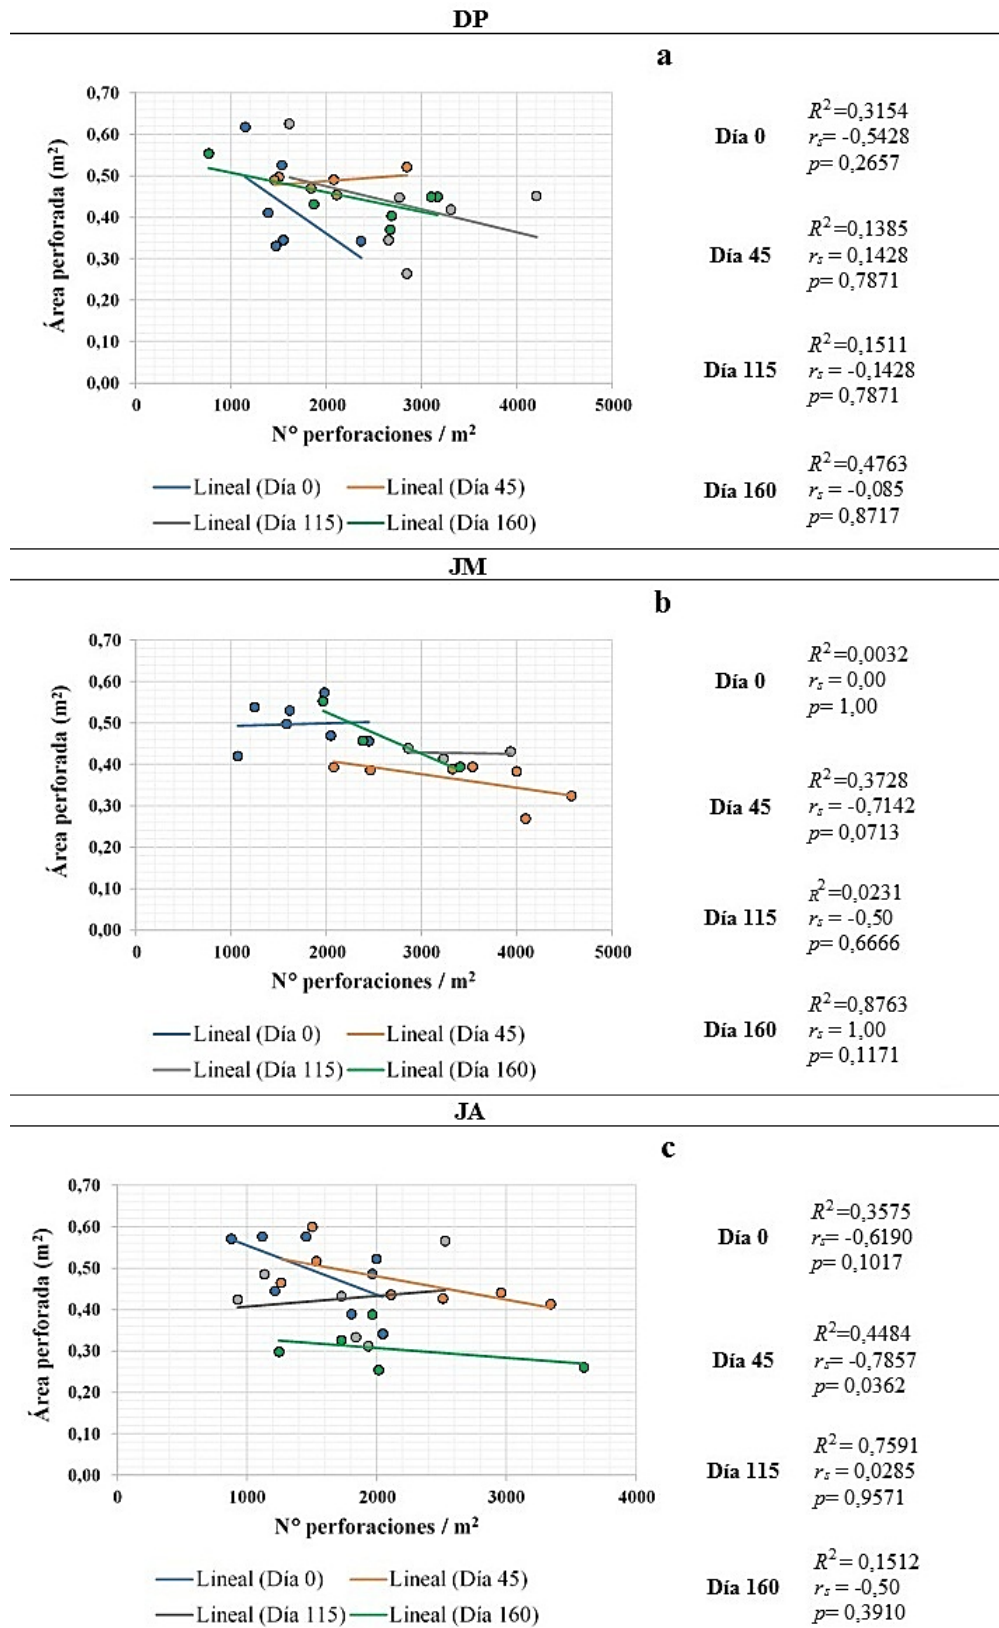 DP
a
Área perforada (m²)
0,70
0,60
0,50
0,40
0,30
0,20
0,10
0,00
0 1000 2000 3000 4000 5000
N° perforaciones / m²
Lineal (Día 0) Lineal (Día 45)
Lineal (Día 115) Lineal (Día 160)
Día 0
R²=0,3154
rₛ= -0,5428
p= 0,2657
Día 45
R²=0,1385
rₛ = 0,1428
p= 0,7871
Día 115
R²=0,1511
rₛ = -0,1428
p= 0,7871
Día 160
R²=0,4763
rₛ = -0,085
p= 0,8717
JM
b
Área perforada (m²)
0,70
0,60
0,50
0,40
0,30
0,20
0,10
0,00
0 1000 2000 3000 4000 5000
N° perforaciones / m²
Lineal (Día 0) Lineal (Día 45)
Lineal (Día 115) Lineal (Día 160)
Día 0
R²=0,0032
rₛ = 0,00
p= 1,00
Día 45
R²=0,3728
rₛ = -0,7142
p= 0,0713
Día 115
R²=0,0231
rₛ = -0,50
p= 0,6666
Día 160
R²=0,8763
rₛ = 1,00
p= 0,1171
JA
c
Área perforada (m²)
0,70
0,60
0,50
0,40
0,30
0,20
0,10
0,00
0 1000 2000 3000 4000
N° perforaciones / m²
Lineal (Día 0) Lineal (Día 45)
Lineal (Día 115) Lineal (Día 160)
Día 0
R²=0,3575
rₛ= -0,6190
p= 0,1017
Día 45
R²=0,4484
rₛ = -0,7857
p= 0,0362
Día 115
R² = 0,7591
rₛ = 0,0285
p= 0,9571
Día 160
R² = 0,1512
rₛ = -0,50
p= 0,3910